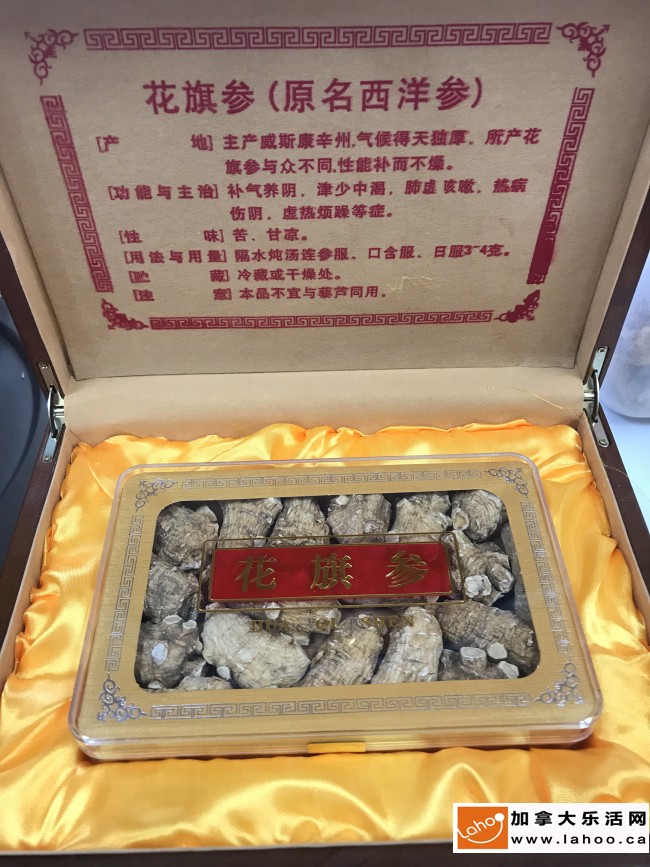 花旗参(原名西洋参)
[产 地] 主产威斯康辛州,气候得天独厚。所产花
旗参与众不同,性能补而不燥。
[功能与主治] 补气养阴、津少中渴,肺虚咳嗽、热病
伤阴、虚热烦躁等症。
[性 味] 苦、甘凉。
[用法与用量] 隔水炖汤连参服、口含服、日服3-4克。
[贮 藏] 冷藏或干燥处。
意] 本品不宜与藜芦同用。
花旗参
加拿大乐活网
Lahoo
www.lahoo.ca